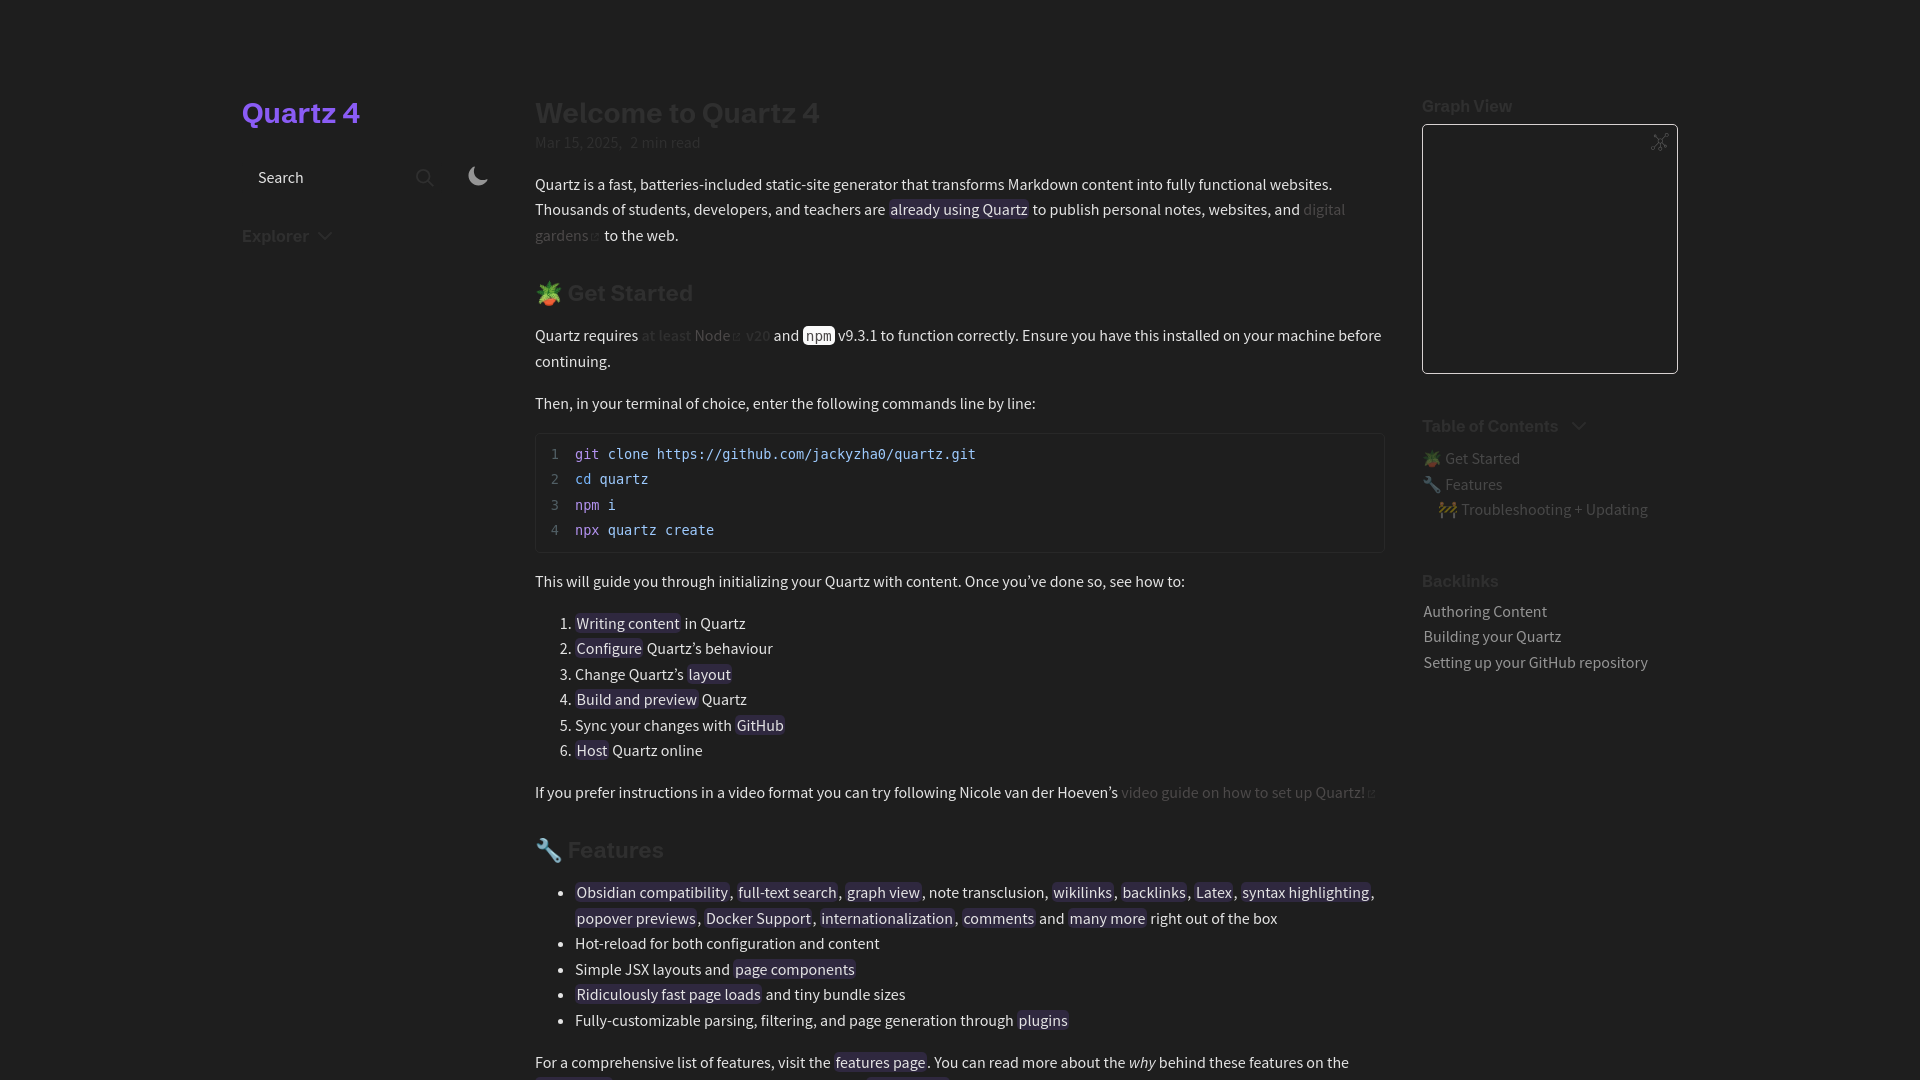 Quartz 4
Search
Explorer
Welcome to Quartz 4
Mar 15, 2025, 2 min read
Quartz is a fast, batteries-included static-site generator that transforms Markdown content into fully functional websites.
Thousands of students, developers, and teachers are already using Quartz to publish personal notes, websites, and digital
gardens to the web.
🪴 Get Started
Quartz requires at least Node v20 and npm v9.3.1 to function correctly. Ensure you have this installed on your machine before
continuing.
Then, in your terminal of choice, enter the following commands line by line:
1 git clone https://github.com/jackyzha0/quartz.git
2 cd quartz
3 npm i
4 npx quartz create
This will guide you through initializing your Quartz with content. Once you’ve done so, see how to:
1. Writing content in Quartz
2. Configure Quartz’s behaviour
3. Change Quartz’s layout
4. Build and preview Quartz
5. Sync your changes with GitHub
6. Host Quartz online
If you prefer instructions in a video format you can try following Nicole van der Hoeven’s video guide on how to set up Quartz!
🔧 Features
• Obsidian compatibility, full-text search, graph view, note transclusion, wikilinks, backlinks, Latex, syntax highlighting,
popover previews, Docker Support, internationalization, comments and many more right out of the box
• Hot-reload for both configuration and content
• Simple JSX layouts and page components
• Ridiculously fast page loads and tiny bundle sizes
• Fully-customizable parsing, filtering, and page generation through plugins
For a comprehensive list of features, visit the features page. You can read more about the why behind these features on the
Graph View
Table of Contents
🪴 Get Started
🔧 Features
🚧 Troubleshooting + Updating
Backlinks
Authoring Content
Building your Quartz
Setting up your GitHub repository